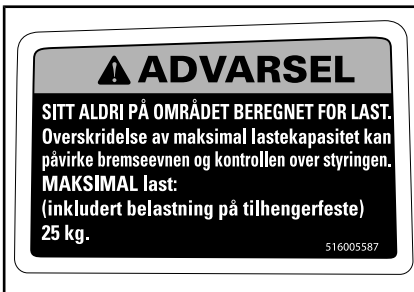 ADVARSEL
SITT ALDRI PÅ OMRÅDET BEREGNET FOR LAST.
Overskridelse av maksimal lastekapasitet kan
påvirke bremseevnen og kontrollen over styringen.
MAKSIMAL last:
(inkludert belastning på tilhengerfeste)
25 kg.
516005587